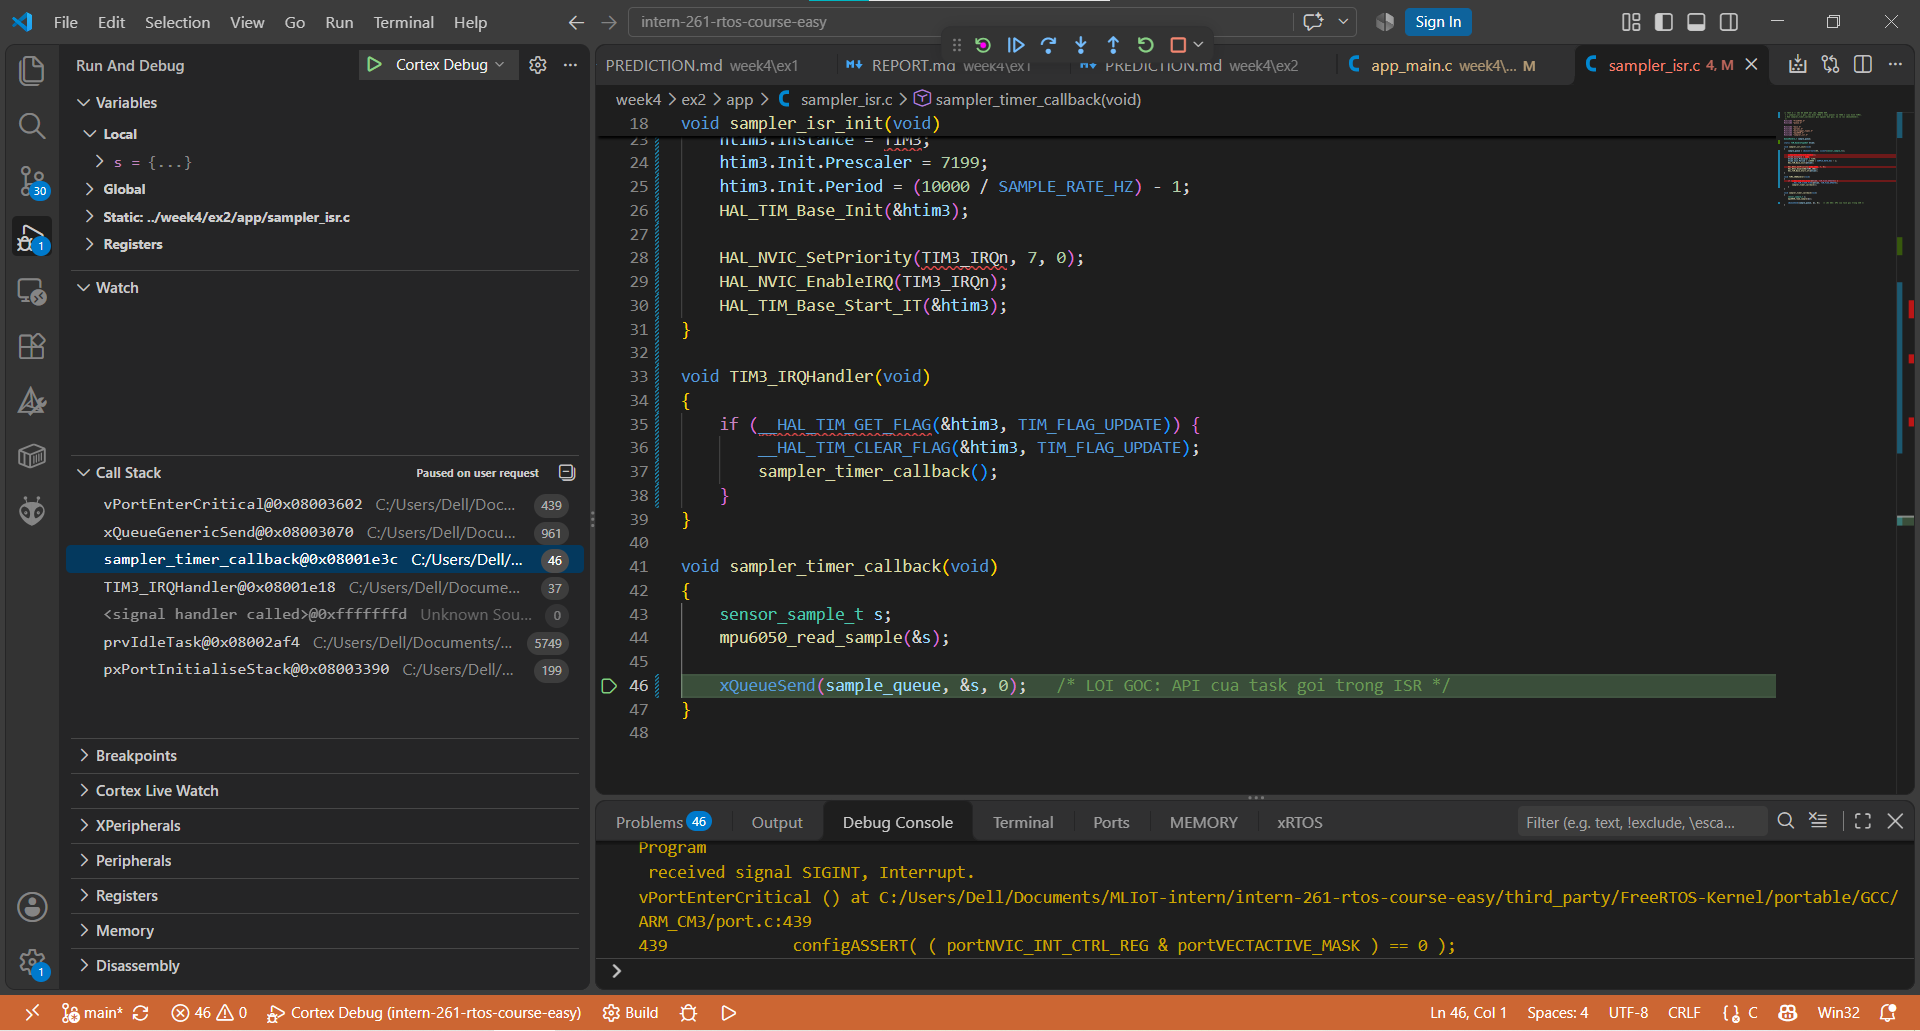 File Edit Selection View Go Run Terminal Help
intern-261-rtos-course-easy
Sign In
Run And Debug
Cortex Debug
Variables
Local
s = {...}
Global
Static: ../week4/ex2/app/sampler_isr.c
Registers
Watch
Call Stack
Paused on user request
vPortEnterCritical@0x08003602 C:/Users/Dell/Doc... 439
xQueueGenericSend@0x08003070 C:/Users/Dell/Docu... 961
sampler_timer_callback@0x08001e3c C:/Users/Dell/... 46
TIM3_IRQHandler@0x08001e18 C:/Users/Dell/Docume... 37
<signal handler called>@0xfffffffd Unknown Sou... 0
prvIdleTask@0x08002af4 C:/Users/Dell/Documents/... 5749
pxPortInitialiseStack@0x08003390 C:/Users/Dell/... 199
Breakpoints
Cortex Live Watch
XPeripherals
Peripherals
Registers
Memory
Disassembly
30
1
1
PREDICTION.md week4\ex1
REPORT.md week4\ex1
PREDICTION.md week4\ex2
app_main.c week4\... M
sampler_isr.c 4, M
week4 > ex2 > app > sampler_isr.c > sampler_timer_callback(void)
18 void sampler_isr_init(void)
23 htim3.Instance = TIM3;
24 htim3.Init.Prescaler = 7199;
25 htim3.Init.Period = (10000 / SAMPLE_RATE_HZ) - 1;
26 HAL_TIM_Base_Init(&htim3);
27
28 HAL_NVIC_SetPriority(TIM3_IRQn, 7, 0);
29 HAL_NVIC_EnableIRQ(TIM3_IRQn);
30 HAL_TIM_Base_Start_IT(&htim3);
31 }
32
33 void TIM3_IRQHandler(void)
34 {
35 if (__HAL_TIM_GET_FLAG(&htim3, TIM_FLAG_UPDATE)) {
36 __HAL_TIM_CLEAR_FLAG(&htim3, TIM_FLAG_UPDATE);
37 sampler_timer_callback();
38 }
39 }
40
41 void sampler_timer_callback(void)
42 {
43 sensor_sample_t s;
44 mpu6050_read_sample(&s);
45
46 xQueueSend(sample_queue, &s, 0); /* LOI GOC: API cua task goi trong ISR */
47 }
48
Problems 46 Output Debug Console Terminal Ports MEMORY xRTOS
Filter (e.g. text, !exclude, \esca...
Program
received signal SIGINT, Interrupt.
vPortEnterCritical () at C:/Users/Dell/Documents/MLIoT-intern/intern-261-rtos-course-easy/third_party/FreeRTOS-Kernel/portable/GCC/
ARM_CM3/port.c:439
439 configASSERT( ( portNVIC_INT_CTRL_REG & portVECTACTIVE_MASK ) == 0 );
main* 46 0 Cortex Debug (intern-261-rtos-course-easy) Build
Ln 46, Col 1 Spaces: 4 UTF-8 CRLF {} C Win32